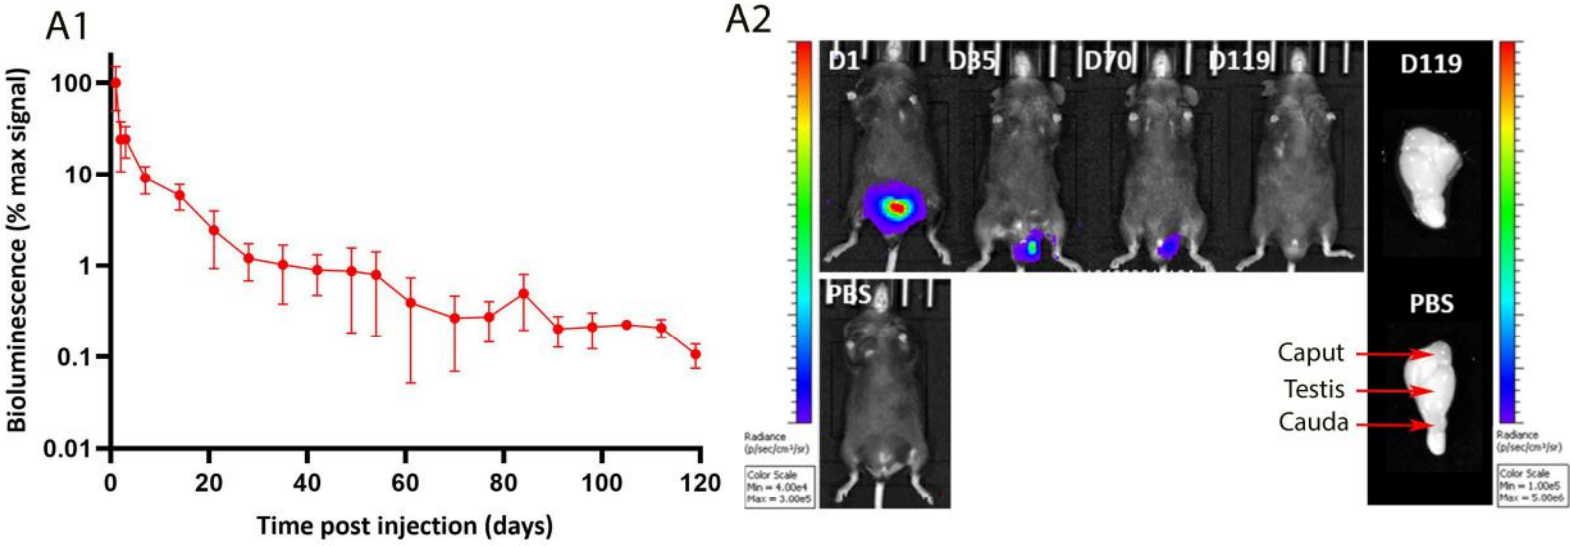 A1
Bioluminescence (% max signal)
100
10
1
0.1
0.01
0
20
40
60
80
100
120
Time post injection (days)
A2
D1
D35
D70
D119
PBS
Radiance
(p/sec/cm²/sr)
Color Scale
Min = 4.00e4
Max = 3.00e5
D119
PBS
Caput
Testis
Cauda
Radiance
(p/sec/cm²/sr)
Color Scale
Min = 1.00e5
Max = 5.00e6